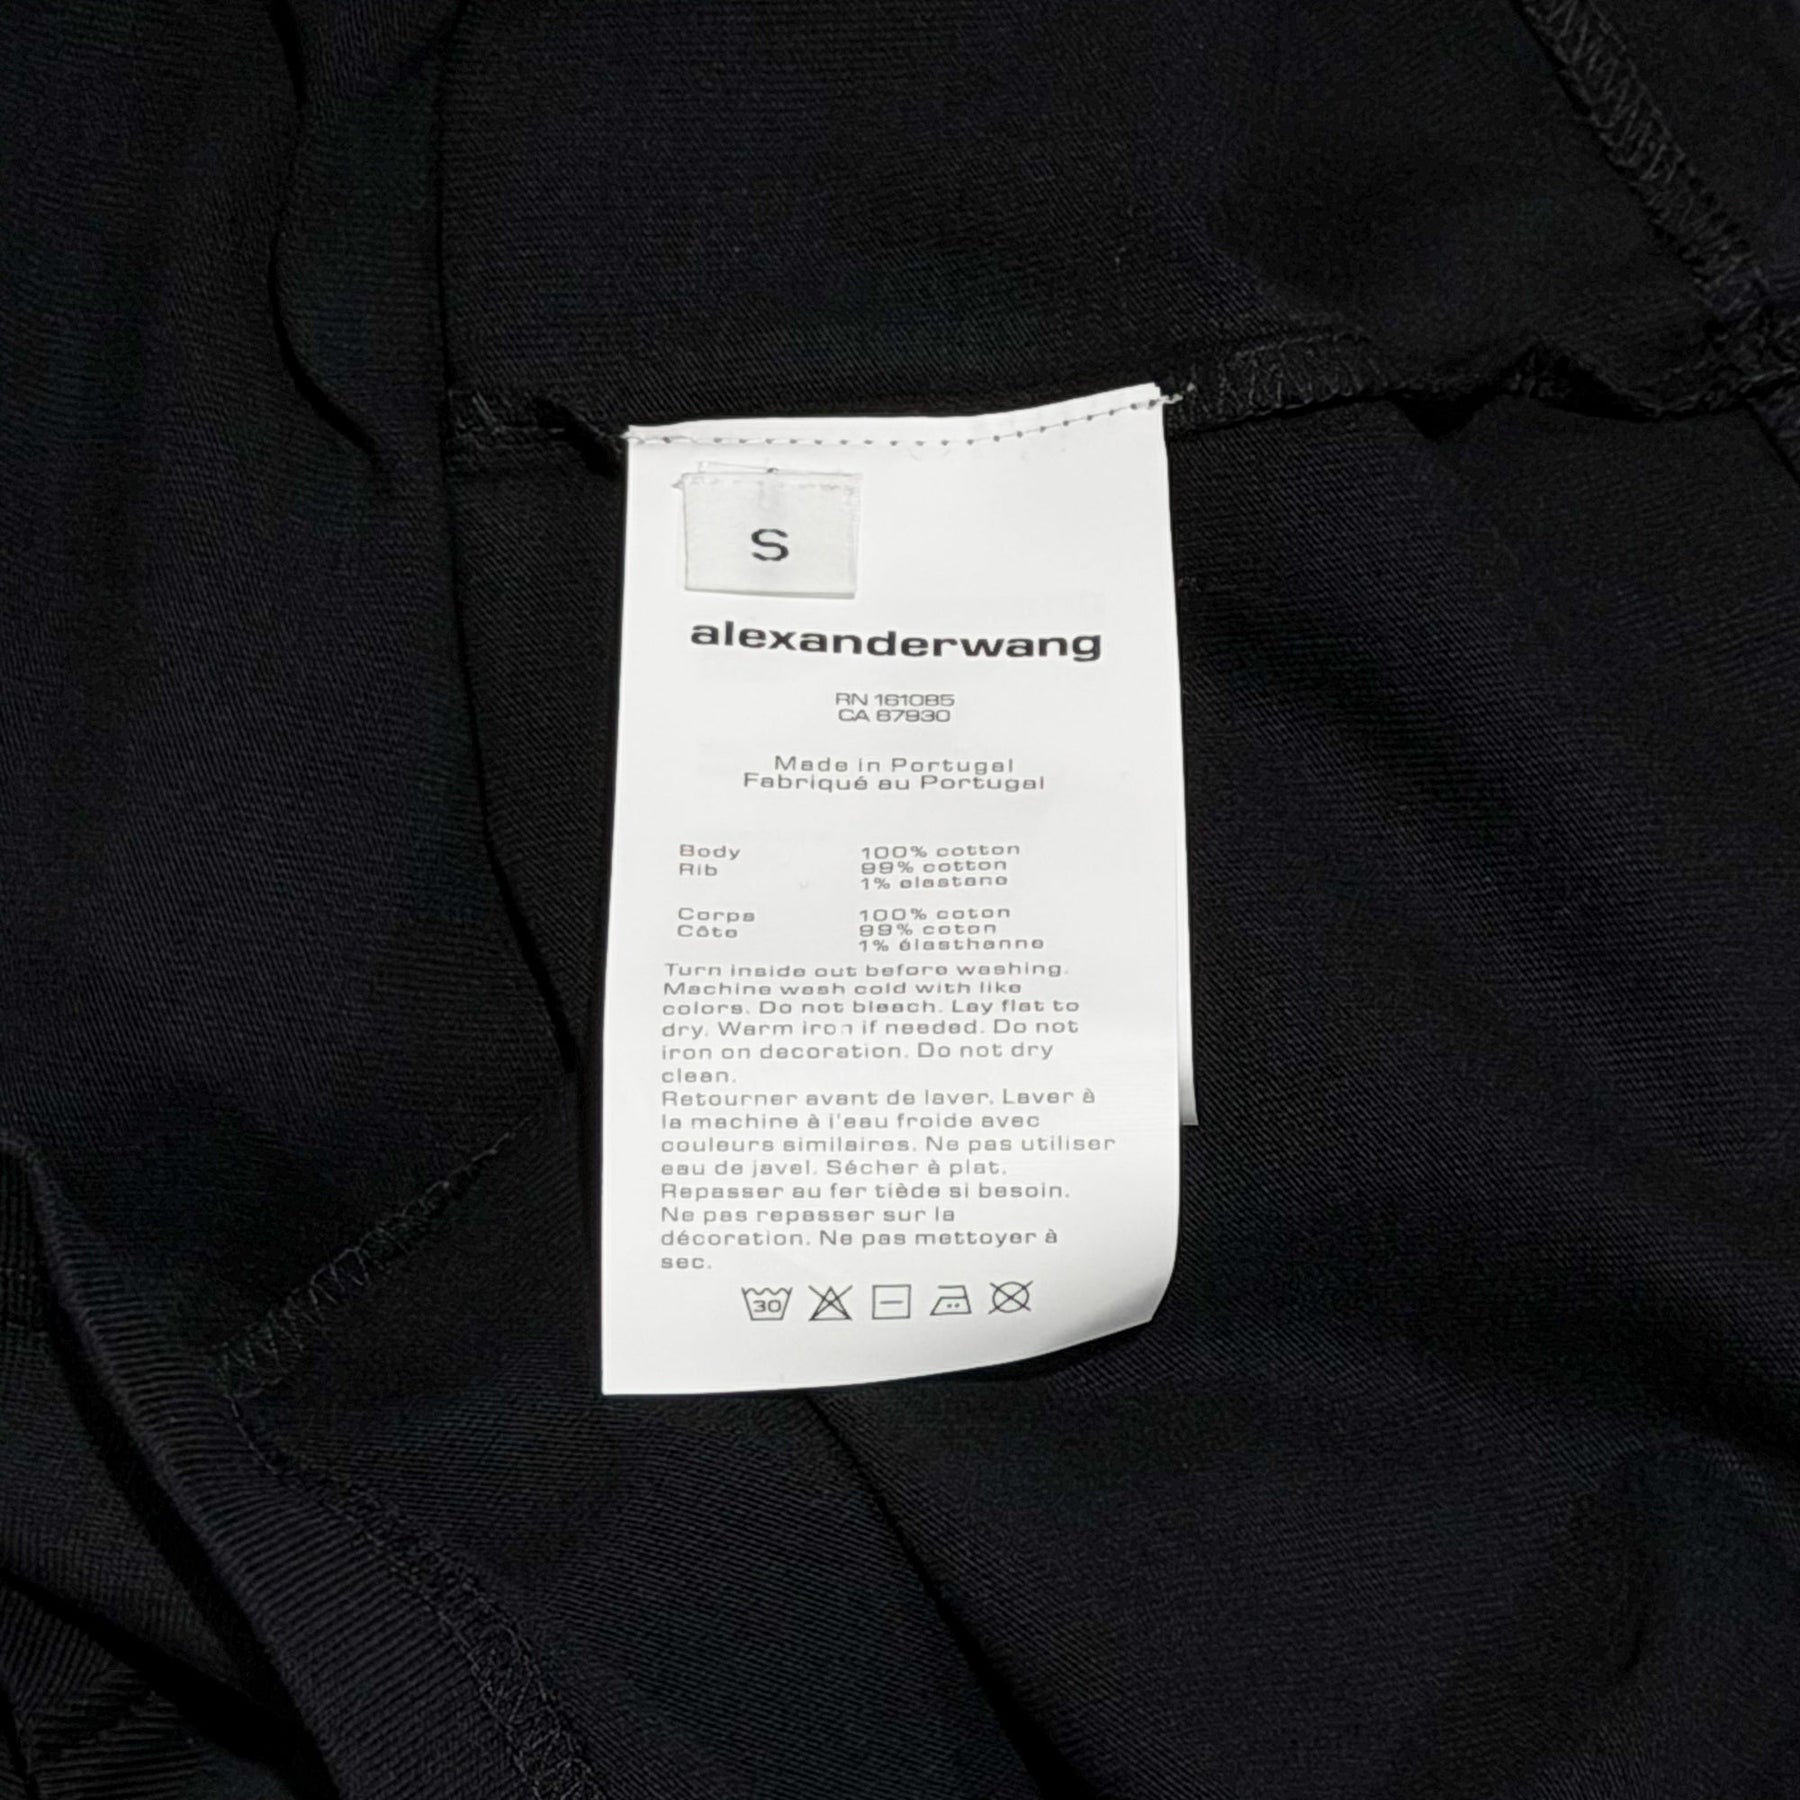 S
alexanderwang
RN 161085
CA 67930
Made in Portugal
Fabriqué au Portugal
Body 100% cotton
Rib 99% cotton
1% elastane
Corps 100% coton
Côte 99% coton
1% élasthanne
Turn inside out before washing.
Machine wash cold with like
colors. Do not bleach. Lay flat to
dry. Warm iron if needed. Do not
iron on decoration. Do not dry
clean.
Retourner avant de laver. Laver à
la machine à l'eau froide avec
couleurs similaires. Ne pas utiliser
eau de javel. Sécher à plat.
Repasser au fer tiède si besoin.
Ne pas repasser sur la
décoration. Ne pas mettoyer à
sec.
30